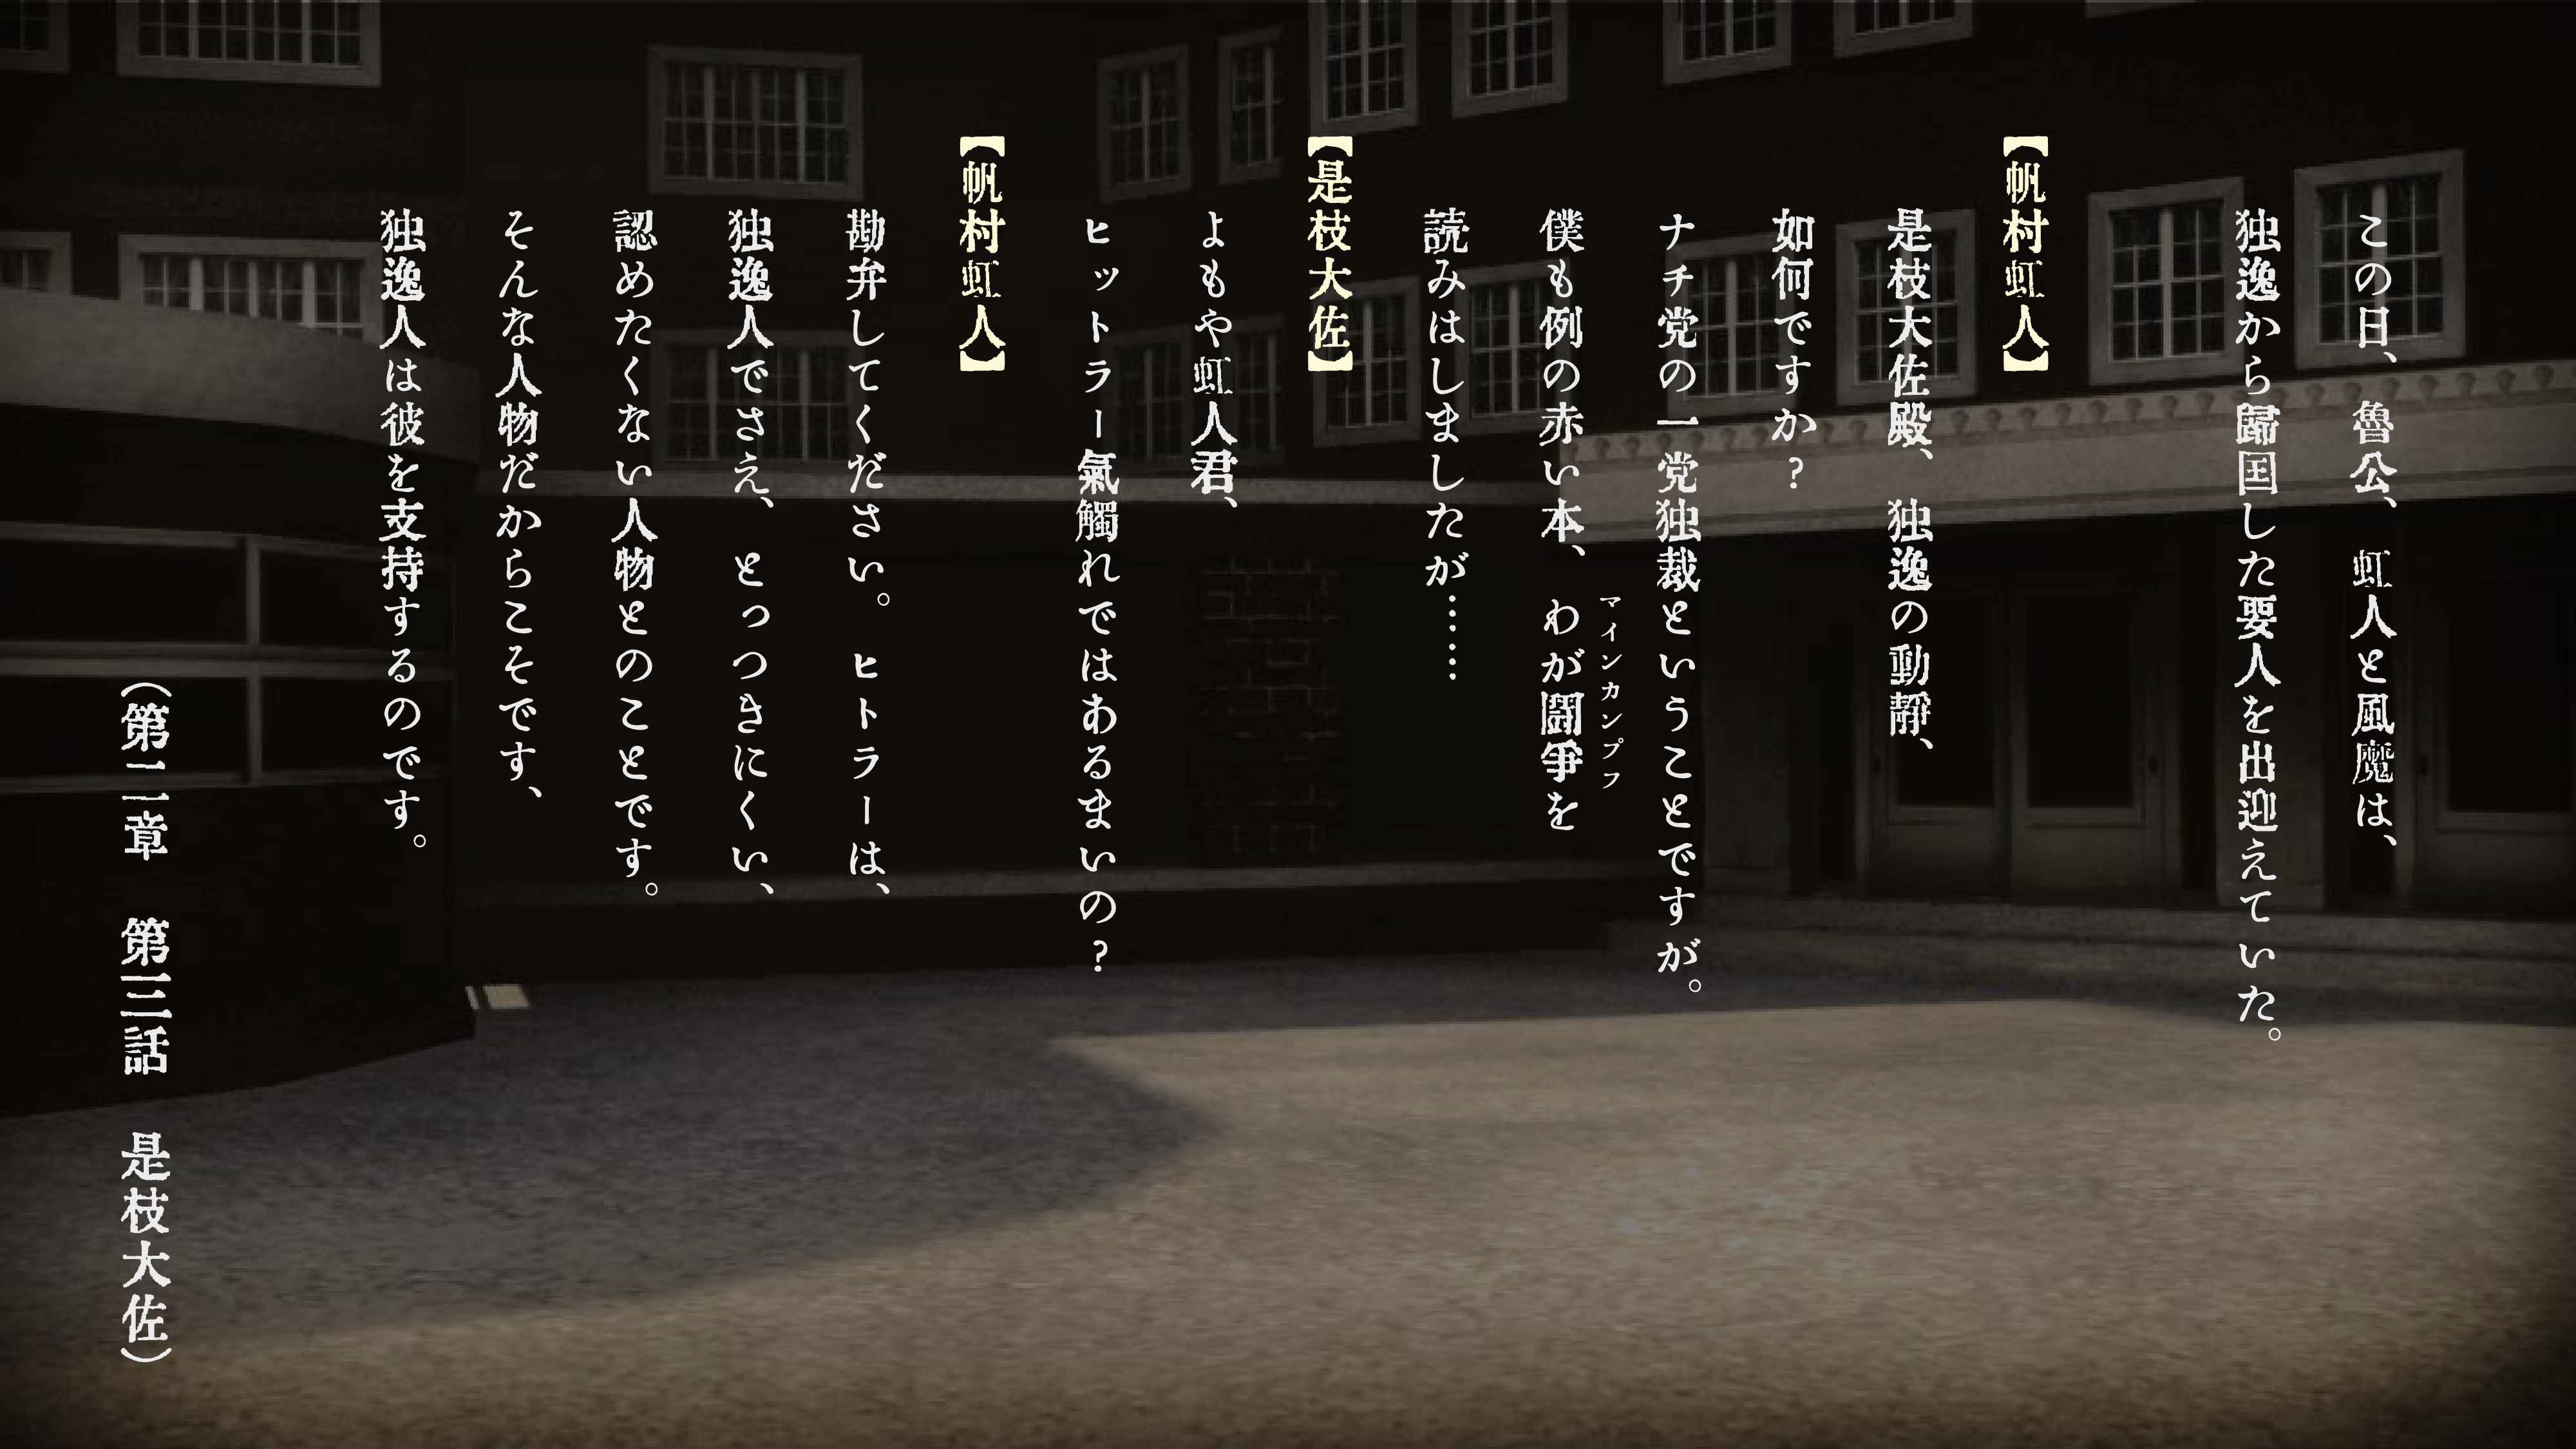 この日、魯公、虹人と風魔は、
独逸から歸国した要人を出迎えていた。
【帆村虹人】
是枝大佐殿、独逸の動靜、
如何ですか？
ナチ党の一党独裁ということですが。
僕も例の赤い本、わが闘争を
マインカンプフ
読みはしましたが……
【是枝大佐】
よもや虹人君、
ヒットラー氣觸れではあるまいの？
【帆村虹人】
勘弁してください。ヒトラーは、
独逸人でさえ、とっつきにくい、
認めたくない人物とのことです。
そんな人物だからこそです、
独逸人は彼を支持するのです。
（第二章　第三話　是枝大佐）